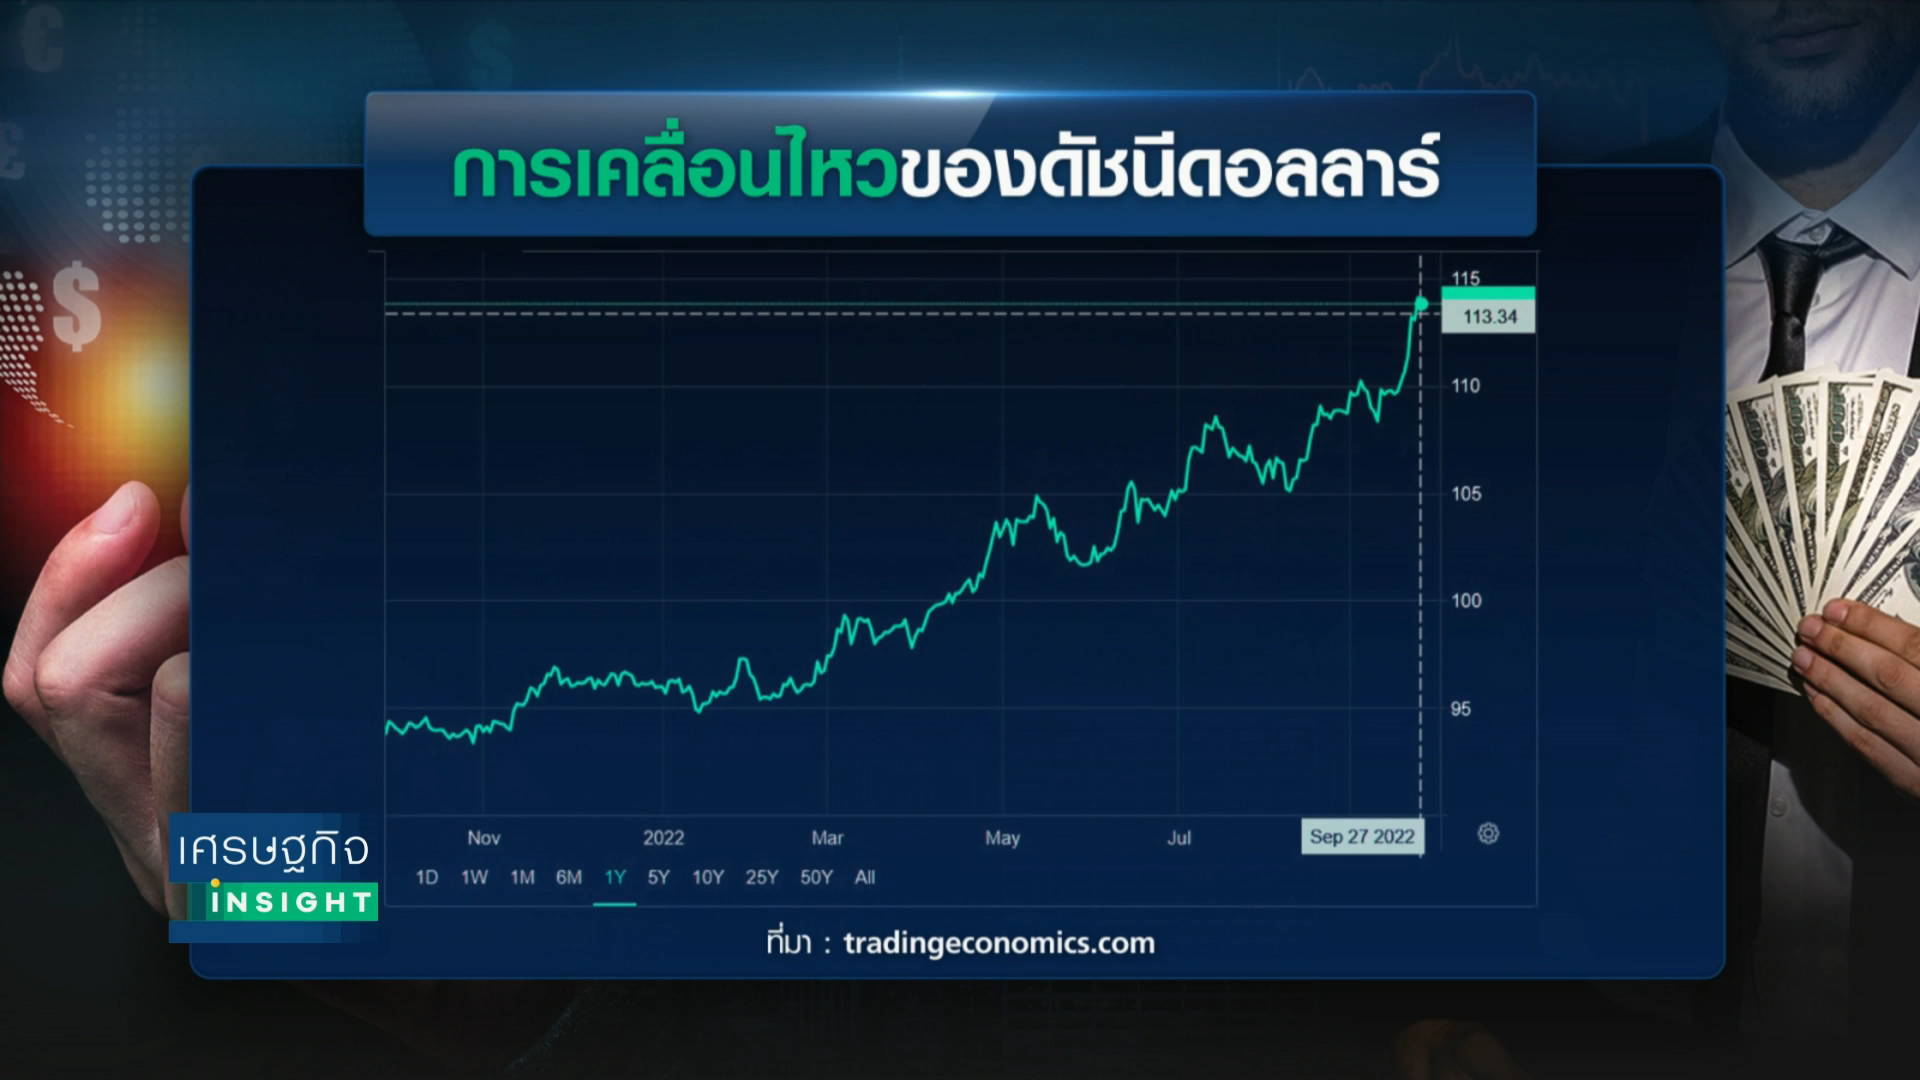 การเคลื่อนไหวของดัชนีดอลลาร์
115
113.34
110
105
100
95
Nov 2022 Mar May Jul Sep 27 2022
1D 1W 1M 6M 1Y 5Y 10Y 25Y 50Y All
ที่มา : tradingeconomics.com
เศรษฐกิจ
INSIGHT